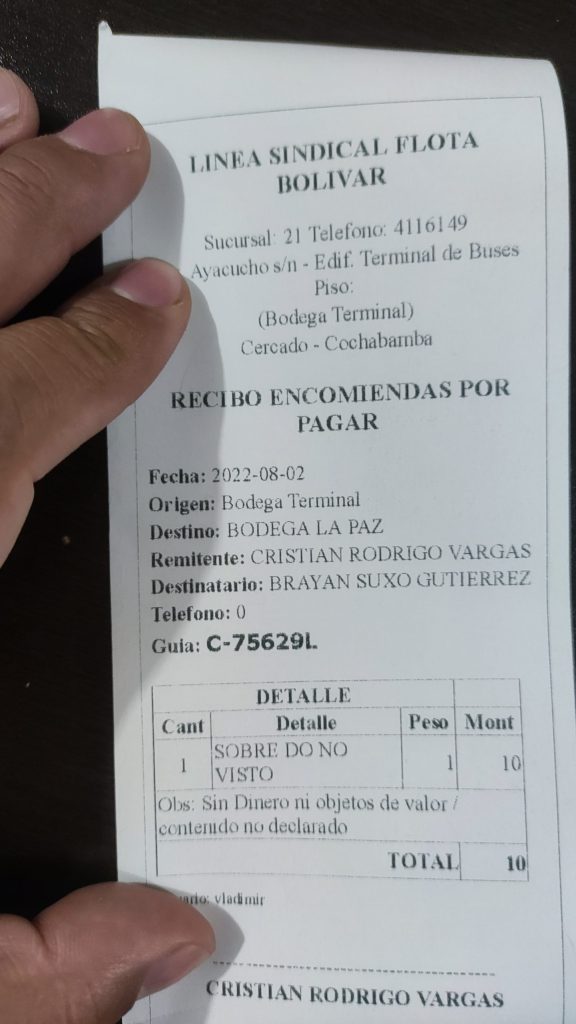 LINEA SINDICAL FLOTA
BOLIVAR
Sucursal: 21 Telefono: 4116149
Ayacucho s/n - Edif. Terminal de Buses
Piso:
(Bodega Terminal)
Cercado - Cochabamba
RECIBO ENCOMIENDAS POR
PAGAR
Fecha: 2022-08-02
Origen: Bodega Terminal
Destino: BODEGA LA PAZ
Remitente: CRISTIAN RODRIGO VARGAS
Destinatario: BRAYAN SUXO GUTIERREZ
Telefono: 0
Guia: C-75629L
DETALLE
Cant Detalle Peso Mont
1 SOBRE DO NO VISTO 1 10
Obs: Sin Dinero ni objetos de valor /
contenido no declarado
TOTAL 10
vladimir
CRISTIAN RODRIGO VARGAS